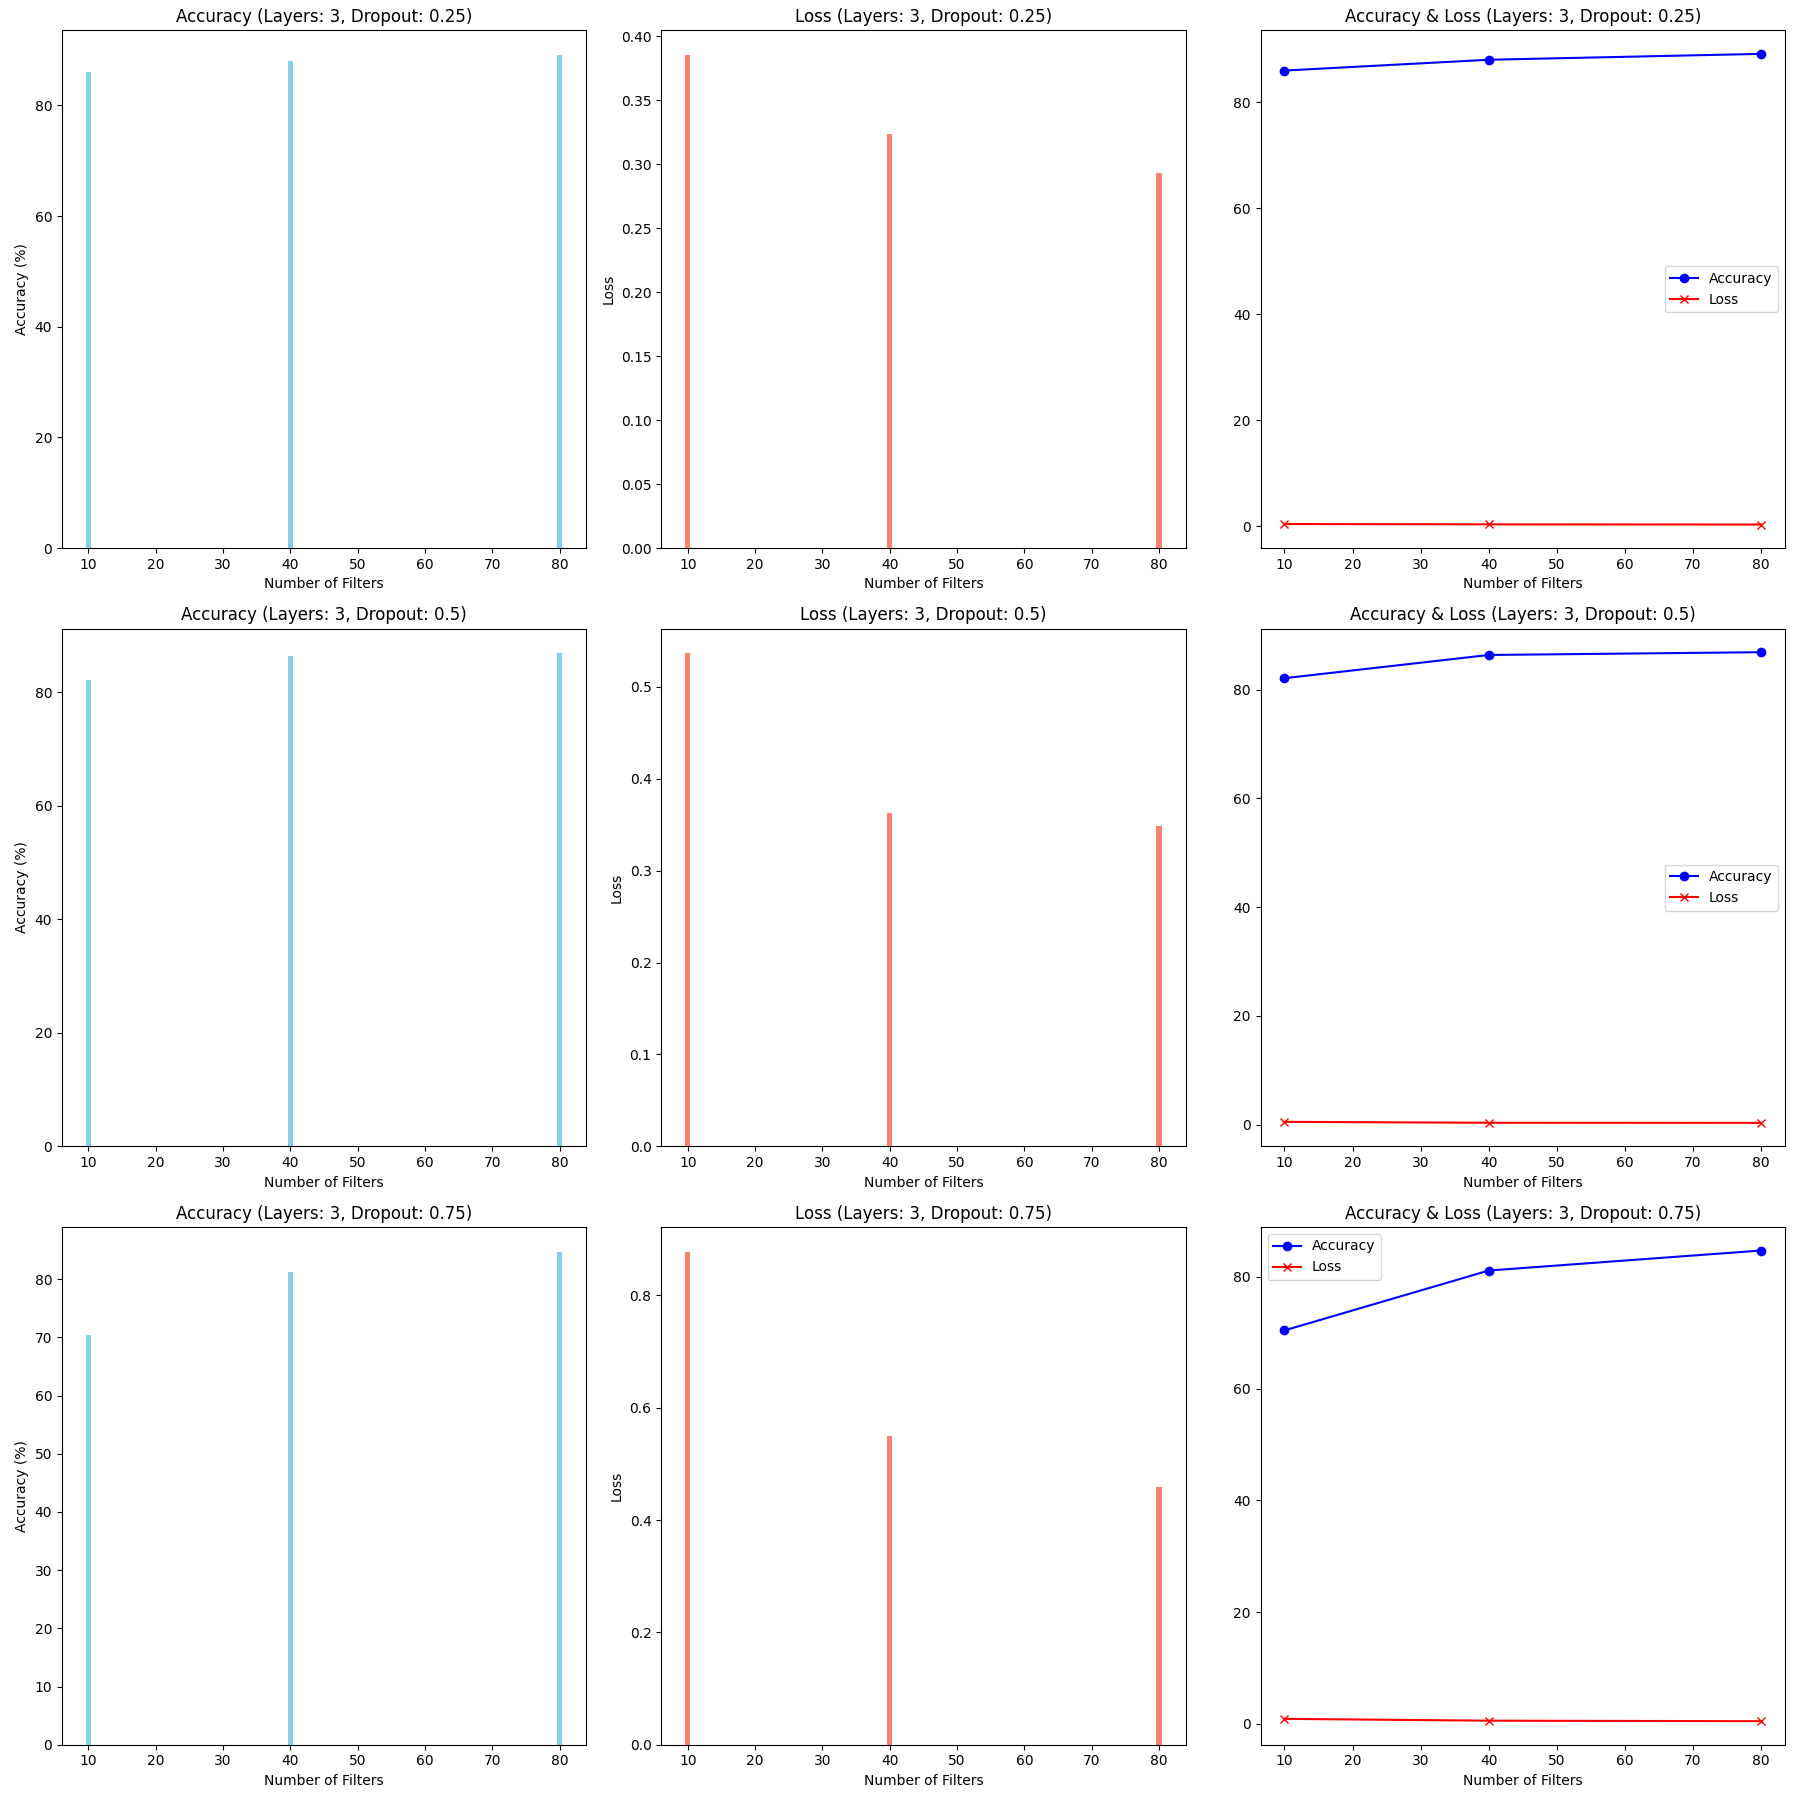 Accuracy (Layers: 3, Dropout: 0.25)
Accuracy (%)
80
60
40
20
0
10 20 30 40 50 60 70 80
Number of Filters
Loss (Layers: 3, Dropout: 0.25)
Loss
0.40
0.35
0.30
0.25
0.20
0.15
0.10
0.05
0.00
10 20 30 40 50 60 70 80
Number of Filters
Accuracy & Loss (Layers: 3, Dropout: 0.25)
80
60
40
20
0
Accuracy
Loss
10 20 30 40 50 60 70 80
Number of Filters
Accuracy (Layers: 3, Dropout: 0.5)
Accuracy (%)
80
60
40
20
0
10 20 30 40 50 60 70 80
Number of Filters
Loss (Layers: 3, Dropout: 0.5)
Loss
0.5
0.4
0.3
0.2
0.1
0.0
10 20 30 40 50 60 70 80
Number of Filters
Accuracy & Loss (Layers: 3, Dropout: 0.5)
80
60
40
20
0
Accuracy
Loss
10 20 30 40 50 60 70 80
Number of Filters
Accuracy (Layers: 3, Dropout: 0.75)
Accuracy (%)
80
70
60
50
40
30
20
10
0
10 20 30 40 50 60 70 80
Number of Filters
Loss (Layers: 3, Dropout: 0.75)
Loss
0.8
0.6
0.4
0.2
0.0
10 20 30 40 50 60 70 80
Number of Filters
Accuracy & Loss (Layers: 3, Dropout: 0.75)
Accuracy
Loss
80
60
40
20
0
10 20 30 40 50 60 70 80
Number of Filters